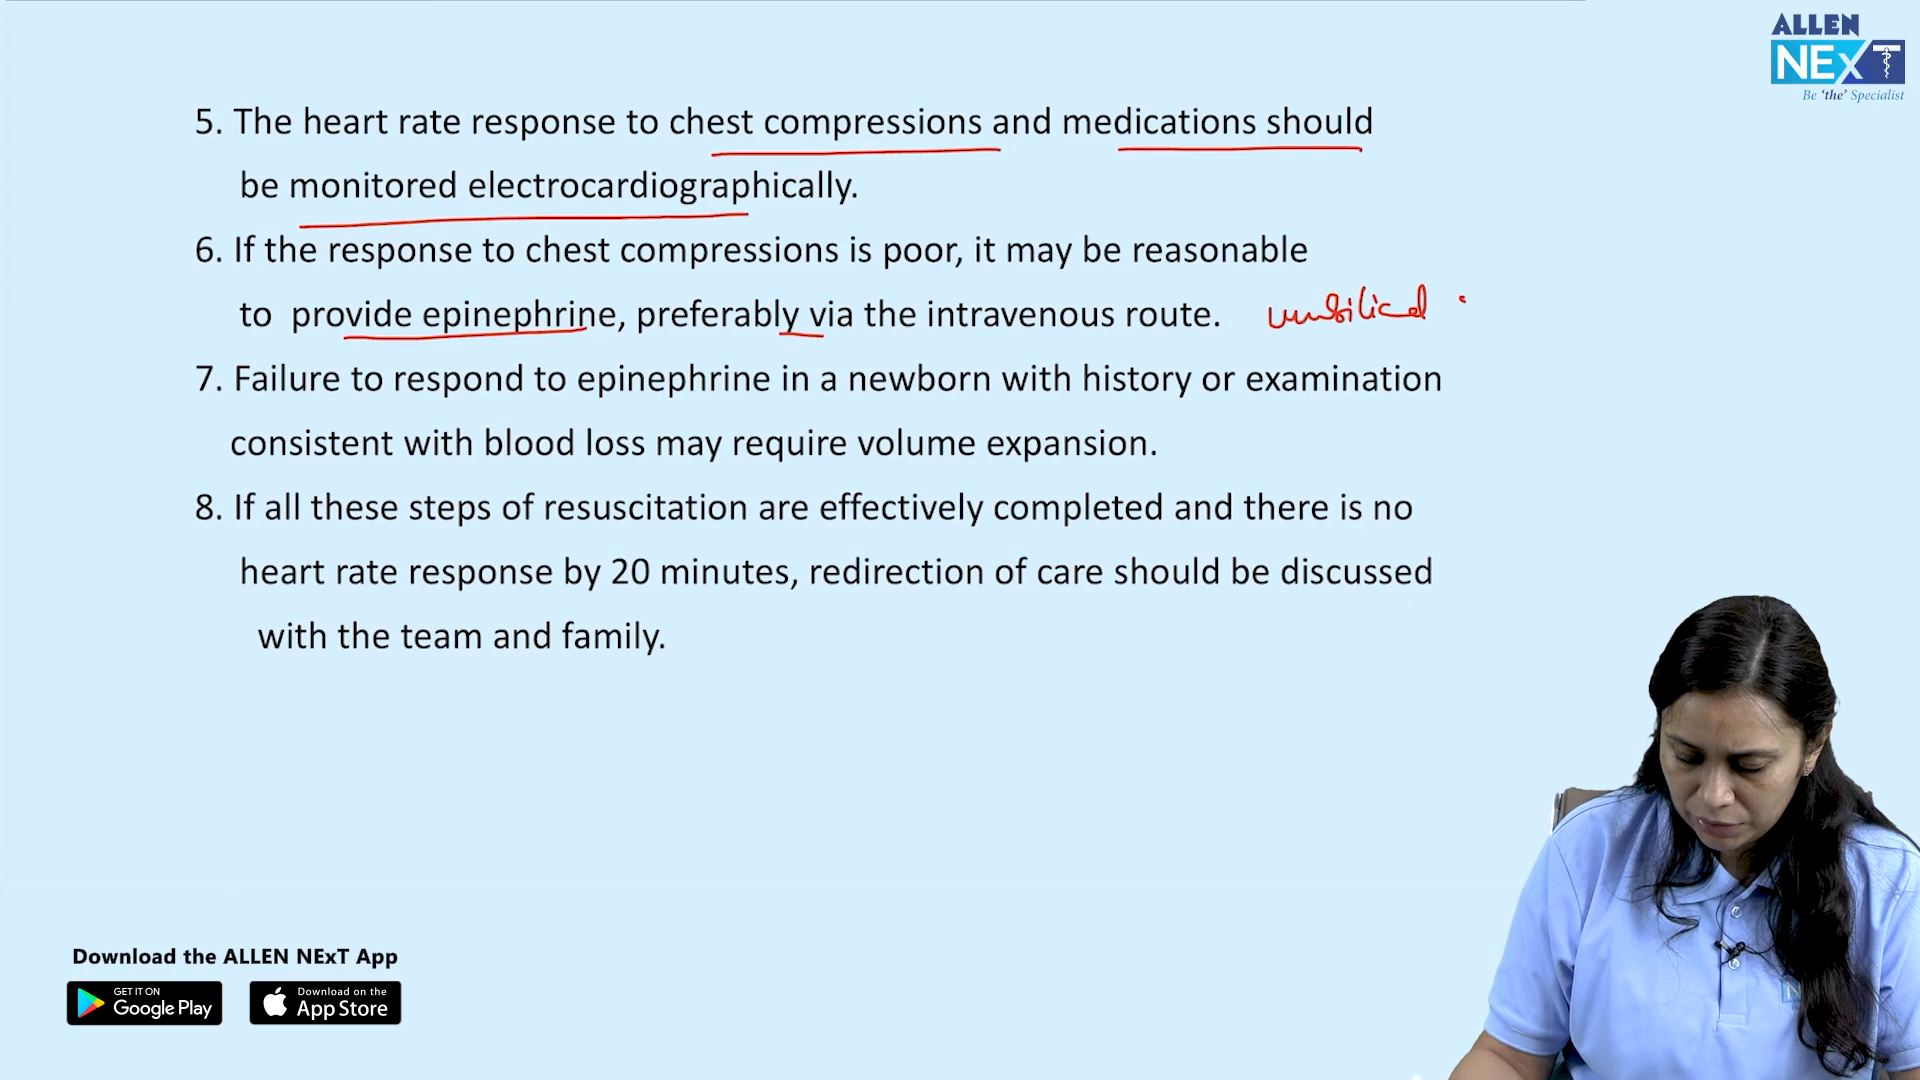 ALLEN
NEXT
Be 'the' Specialist
5. The heart rate response to chest compressions and medications should
be monitored electrocardiographically.
6. If the response to chest compressions is poor, it may be reasonable
to provide epinephrine, preferably via the intravenous route. umbilical
7. Failure to respond to epinephrine in a newborn with history or examination
consistent with blood loss may require volume expansion.
8. If all these steps of resuscitation are effectively completed and there is no
heart rate response by 20 minutes, redirection of care should be discussed
with the team and family.
Download the ALLEN NExT App
GET IT ON
Google Play
Download on the
App Store